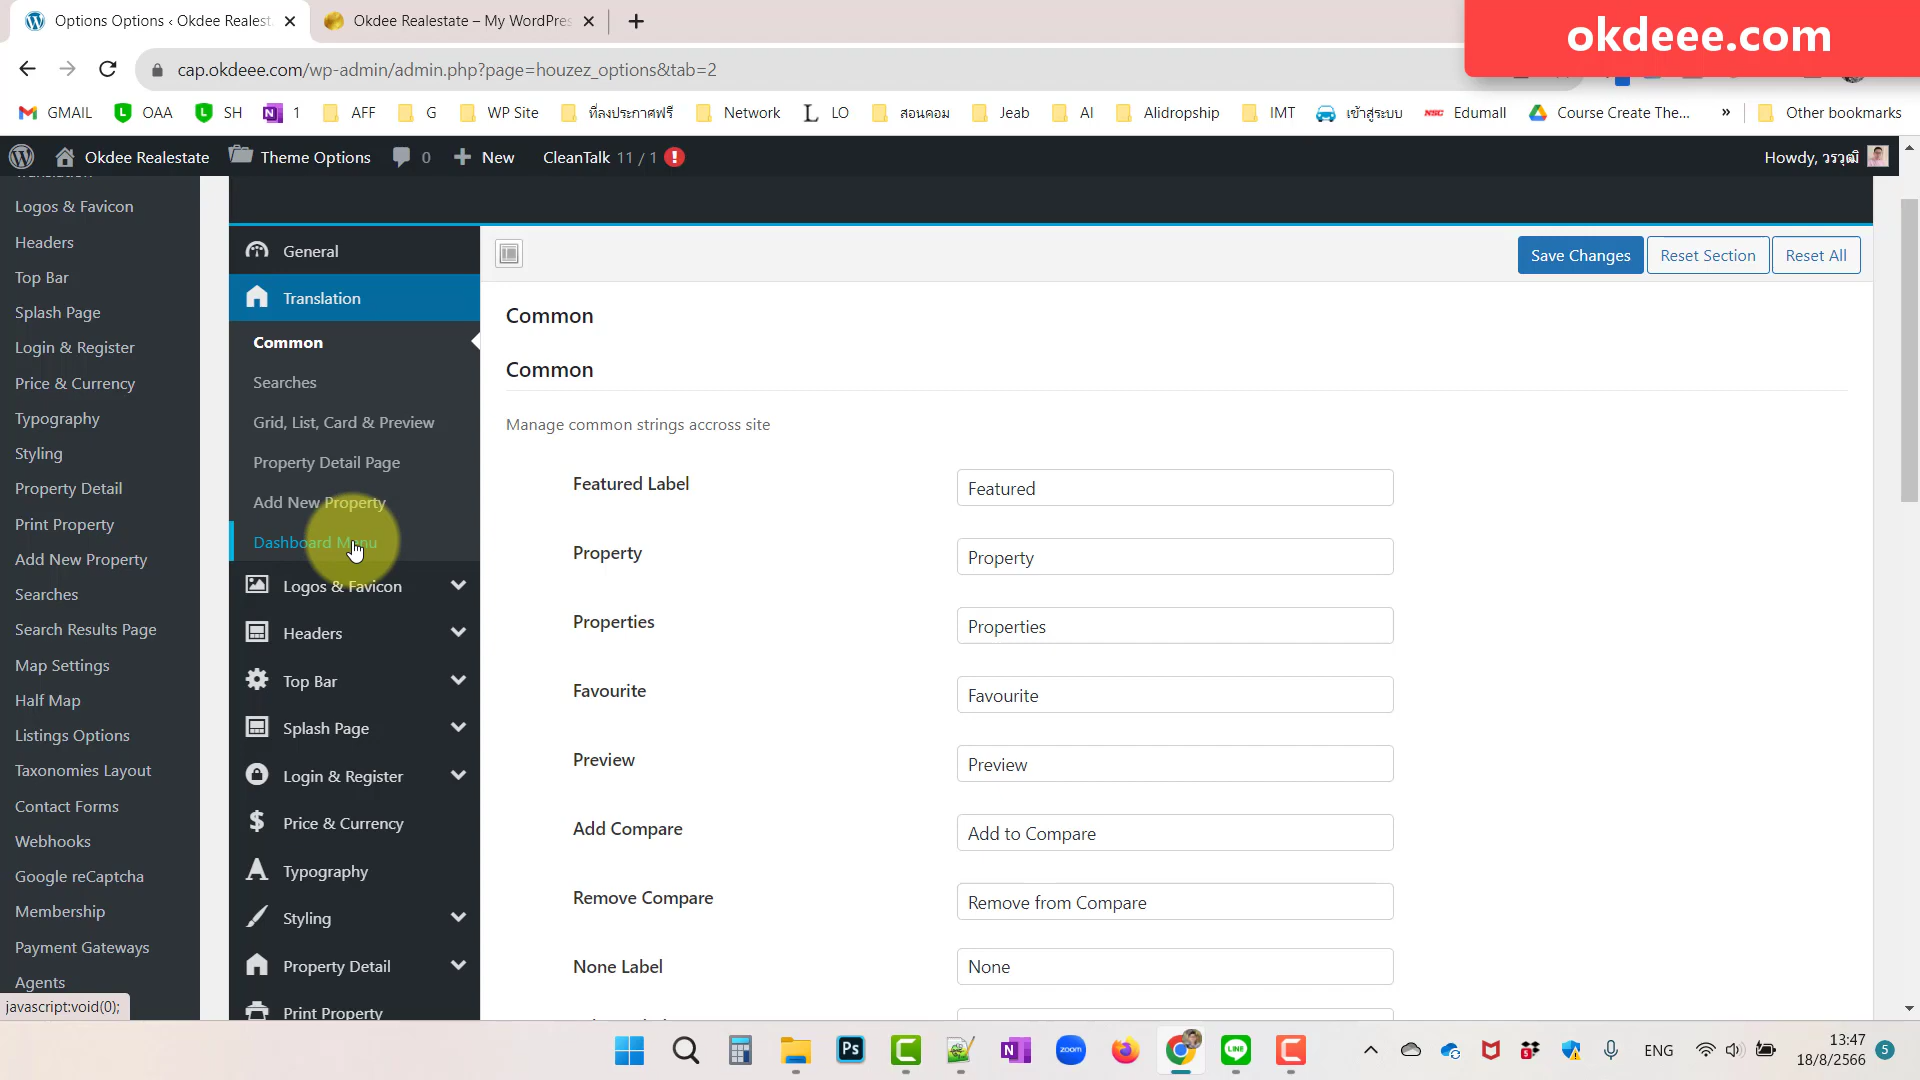 Options Options ‹ Okdee Realest
Okdee Realestate – My WordPres
okdeee.com
cap.okdeee.com/wp-admin/admin.php?page=houzez_options&tab=2
GMAIL
OAA
SH
1
AFF
G
WP Site
ที่ลงประกาศฟรี
Network
LO
สอนคอม
Jeab
AI
Alidropship
IMT
เข้าสู่ระบบ
Edumall
Course Create The...
»
Other bookmarks
Okdee Realestate
Theme Options
0
New
CleanTalk 11 / 1
Howdy, วรวุฒิ
Translation
Logos & Favicon
Headers
Top Bar
Splash Page
Login & Register
Price & Currency
Typography
Styling
Property Detail
Print Property
Add New Property
Searches
Search Results Page
Map Settings
Half Map
Listings Options
Taxonomies Layout
Contact Forms
Webhooks
Google reCaptcha
Membership
Payment Gateways
Agents
javascript:void(0);
General
Translation
Common
Searches
Grid, List, Card & Preview
Property Detail Page
Add New Property
Dashboard Menu
Logos & Favicon
Headers
Top Bar
Splash Page
Login & Register
Price & Currency
Typography
Styling
Property Detail
Print Property
Save Changes
Reset Section
Reset All
Common
Common
Manage common strings accross site
Featured Label
Featured
Property
Property
Properties
Properties
Favourite
Favourite
Preview
Preview
Add Compare
Add to Compare
Remove Compare
Remove from Compare
None Label
None
Ps
zoom
LINE
ENG
13:47
18/8/2566
5